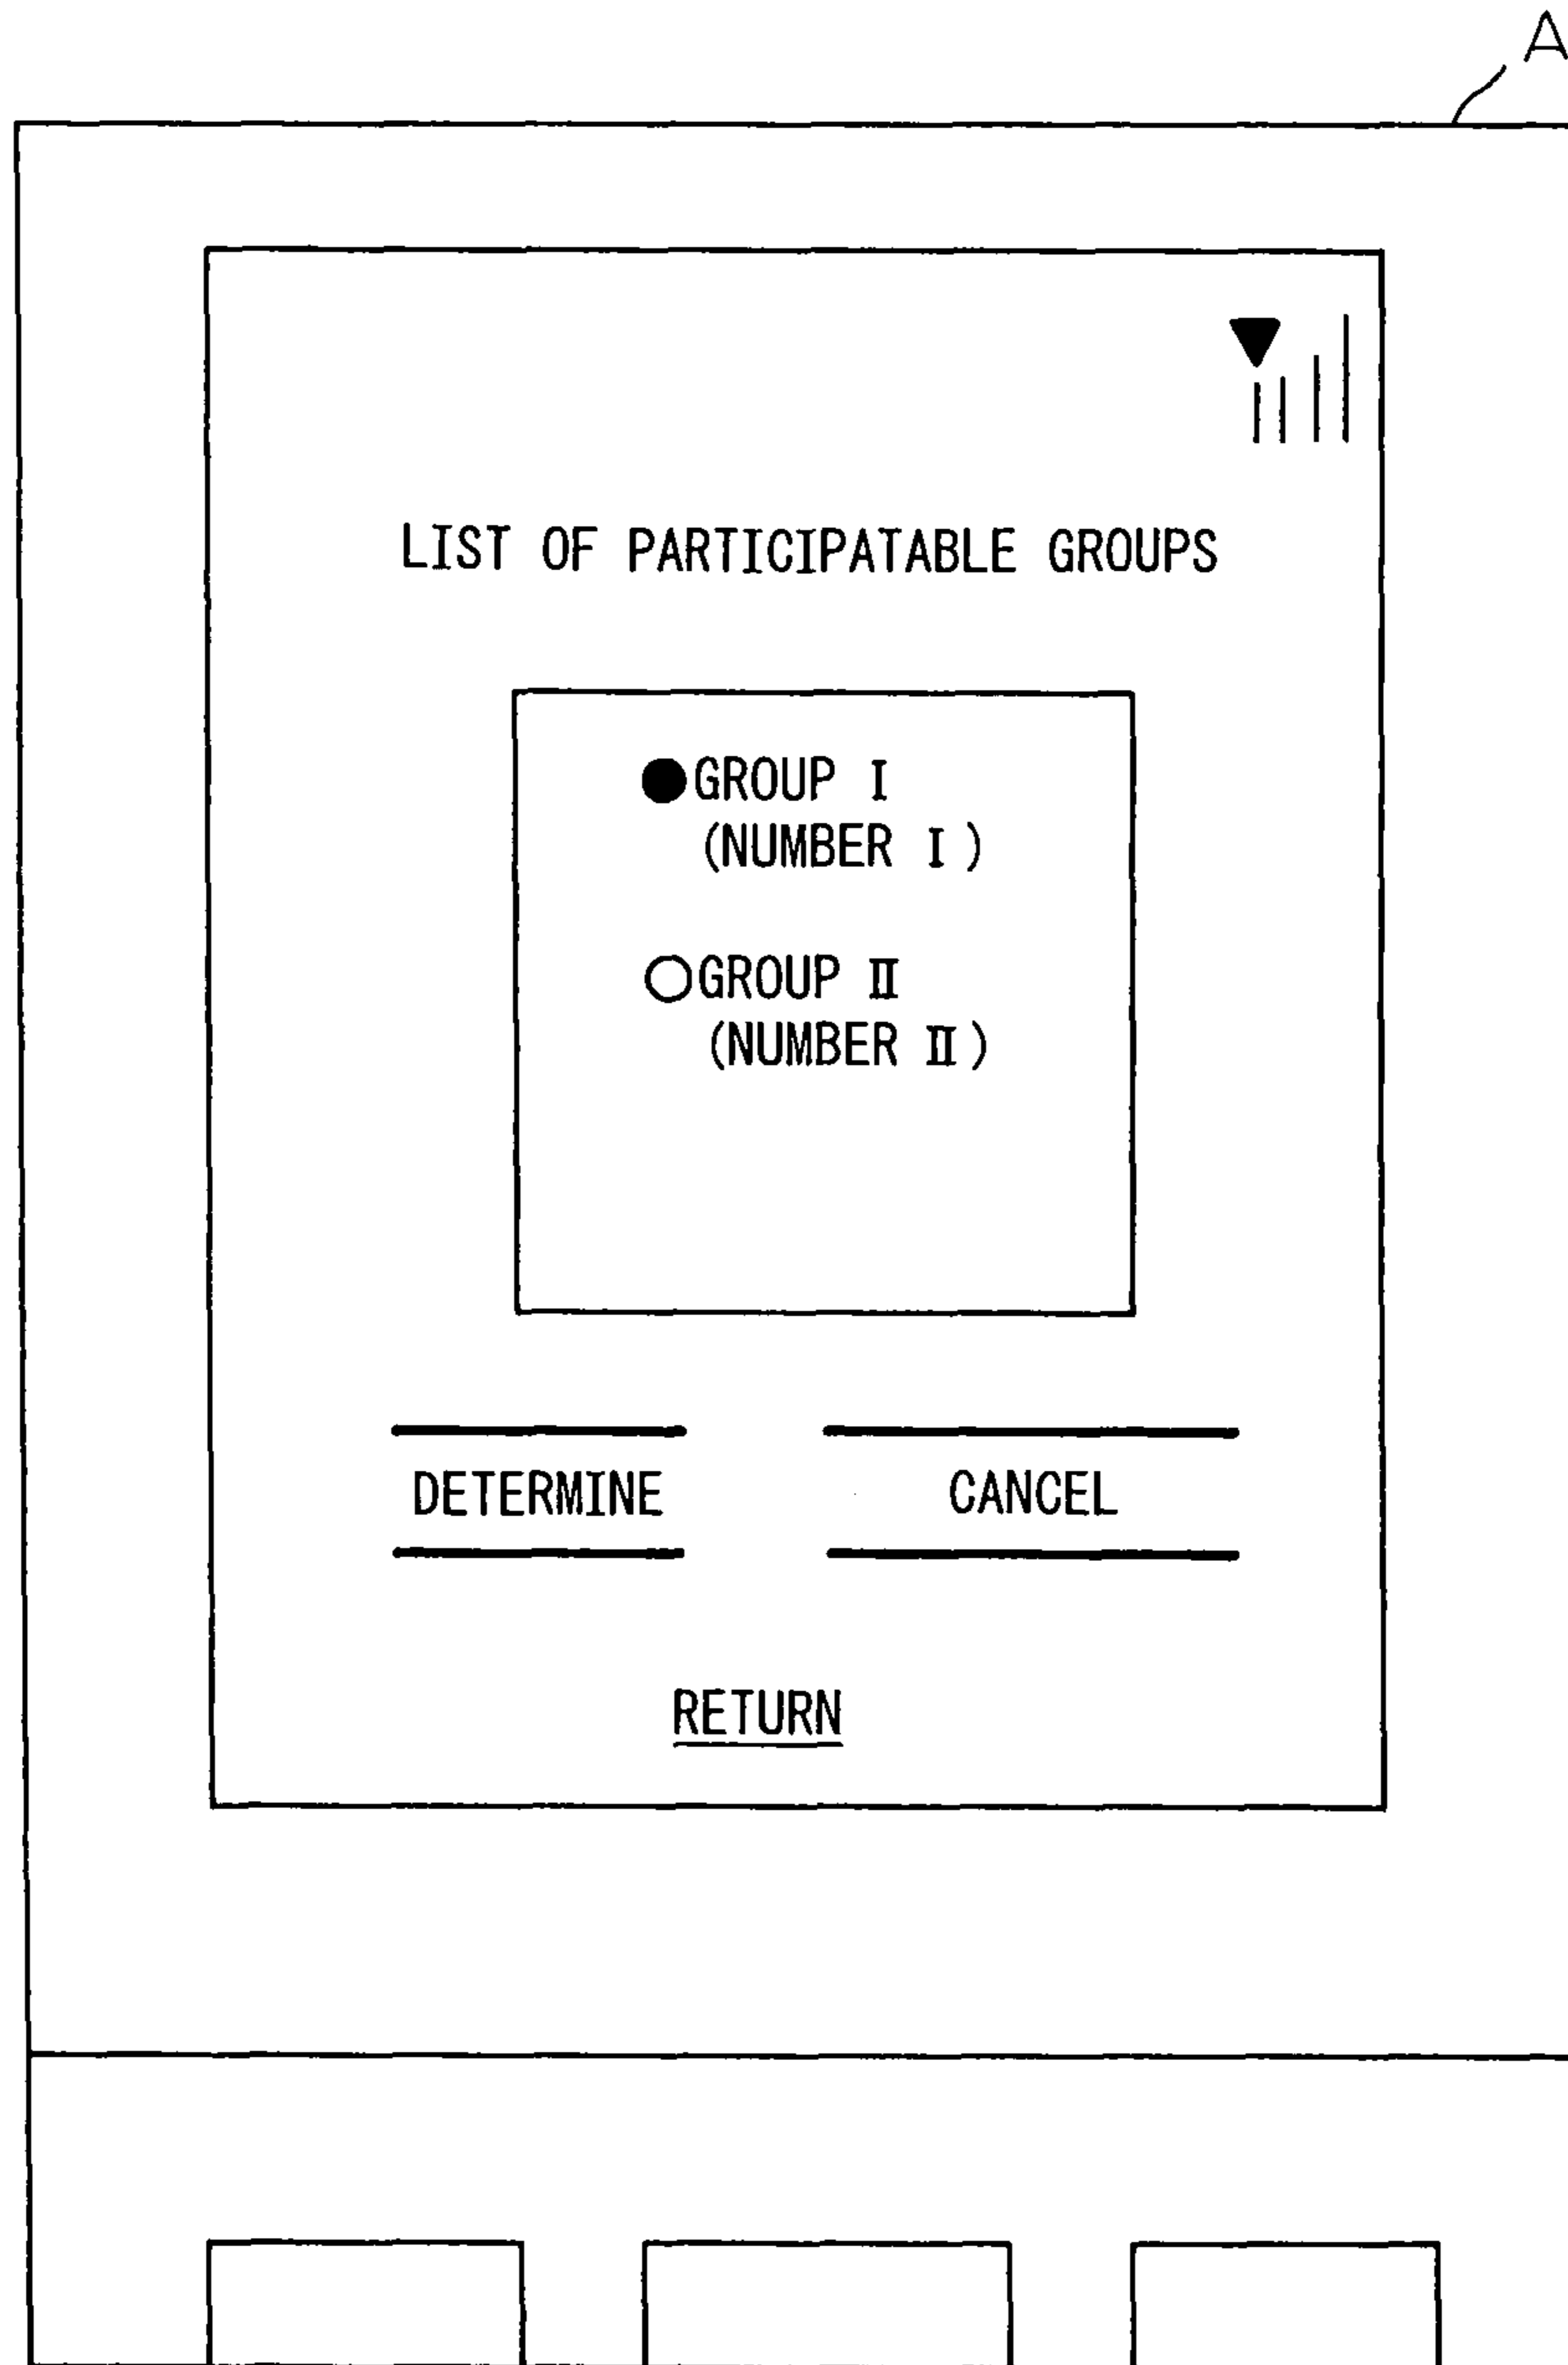 A
LIST OF PARTICIPATABLE GROUPS
●GROUP I
(NUMBER I)
○GROUP II
(NUMBER II)
DETERMINE CANCEL
RETURN